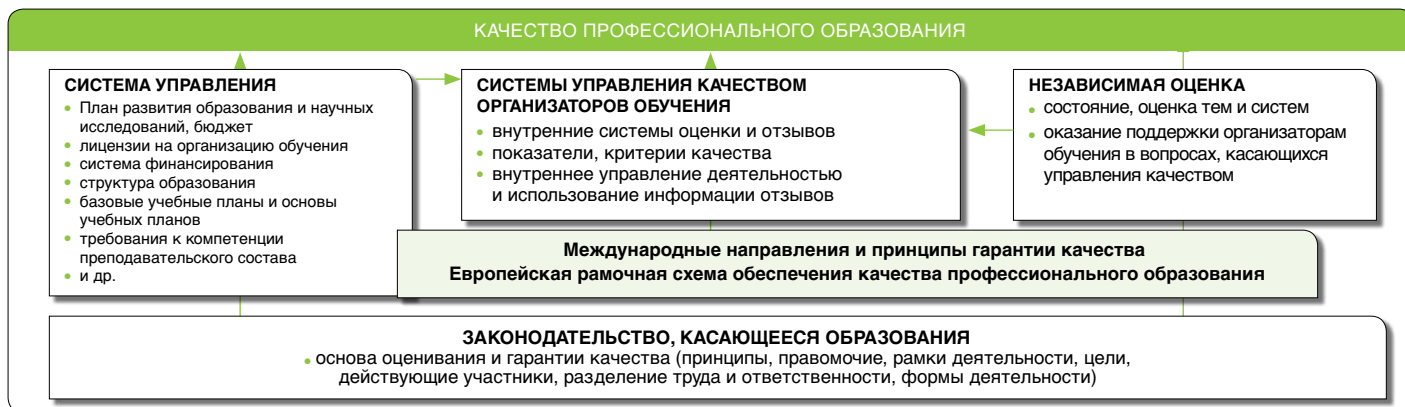 КАЧЕСТВО ПРОФЕССИОНАЛЬНОГО ОБРАЗОВАНИЯ
СИСТЕМА УПРАВЛЕНИЯ
• План развития образования и научных
исследований, бюджет
• лицензии на организацию обучения
• система финансирования
• структура образования
• базовые учебные планы и основы
учебных планов
• требования к компетенции
преподавательского состава
• и др.
СИСТЕМЫ УПРАВЛЕНИЯ КАЧЕСТВОМ
ОРГАНИЗАТОРОВ ОБУЧЕНИЯ
• внутренние системы оценки и отзывов
• показатели, критерии качества
• внутреннее управление деятельностью
и использование информации отзывов
НЕЗАВИСИМАЯ ОЦЕНКА
• состояние, оценка тем и систем
• оказание поддержки организаторам
обучения в вопросах, касающихся
управления качеством
Международные направления и принципы гарантии качества
Европейская рамочная схема обеспечения качества профессионального образования
ЗАКОНОДАТЕЛЬСТВО, КАСАЮЩЕЕСЯ ОБРАЗОВАНИЯ
• основа оценивания и гарантии качества (принципы, правомочие, рамки деятельности, цели,
действующие участники, разделение труда и ответственности, формы деятельности)